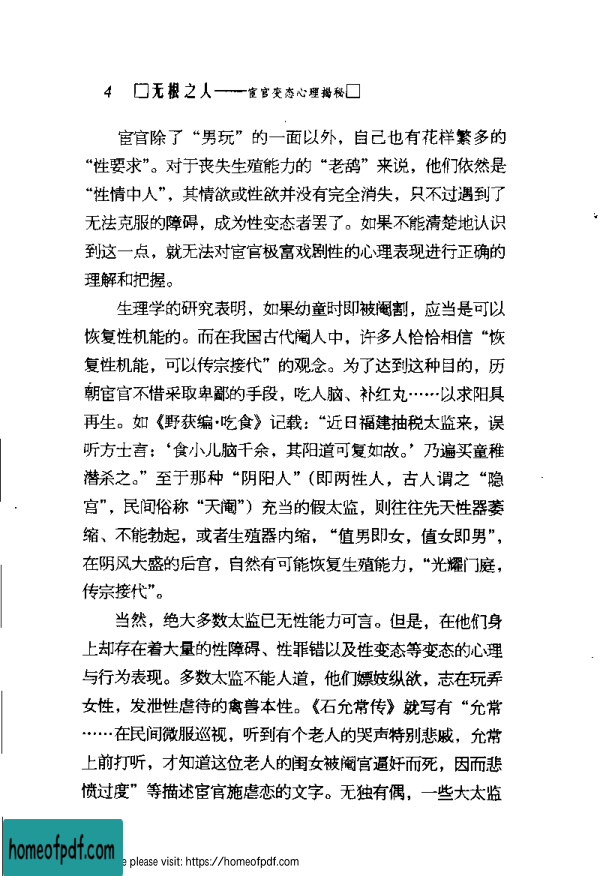 4 无根之人——宦官变态心理揭秘
宦官除了“男玩”的一面以外，自己也有花样繁多的
“性要求”。对于丧失生殖能力的“老鸹”来说，他们依然是
“性情中人”，其情欲或性欲并没有完全消失，只不过遇到了
无法克服的障碍，成为性变态者罢了。如果不能清楚地认识
到这一点，就无法对宦官极富戏剧性的心理表现进行正确的
理解和把握。
生理学的研究表明，如果幼童时即被阉割，应当是可以
恢复性机能的。而在我国古代阉人中，许多人恰恰相信“恢
复性机能，可以传宗接代”的观念。为了达到这种目的，历
朝宦官不惜采取卑鄙的手段，吃人脑、补红丸……以求阳具
再生。如《野获编·吃食》记载：“近日福建抽税太监来，误
听方士言：‘食小儿脑千余，其阳道可复如故。’乃遍买童稚
潜杀之。”至于那种“阴阳人”（即两性人，古人谓之“隐
宫”，民间俗称“天阉”）充当的假太监，则往往先天性器萎
缩、不能勃起，或者生殖器内缩，“值男即女，值女即男”，
在阴风大盛的后宫，自然有可能恢复生殖能力，“光耀门庭，
传宗接代”。
当然，绝大多数太监已无性能力可言。但是，在他们身
上却存在着大量的性障碍、性罪错以及性变态等变态的心理
与行为表现。多数太监不能人道，他们嫖妓纵欲，志在玩弄
女性，发泄性虐待的禽兽本性。《石允常传》就写有“允常
……在民间微服巡视，听到有个老人的哭声特别悲戚，允常
上前打听，才知道这位老人的闺女被阉官逼奸而死，因而悲
愤过度”等描述宦官施虐恋的文字。无独有偶，一些大太监
homeofpdf.com
e please visit: https://homeofpdf.com